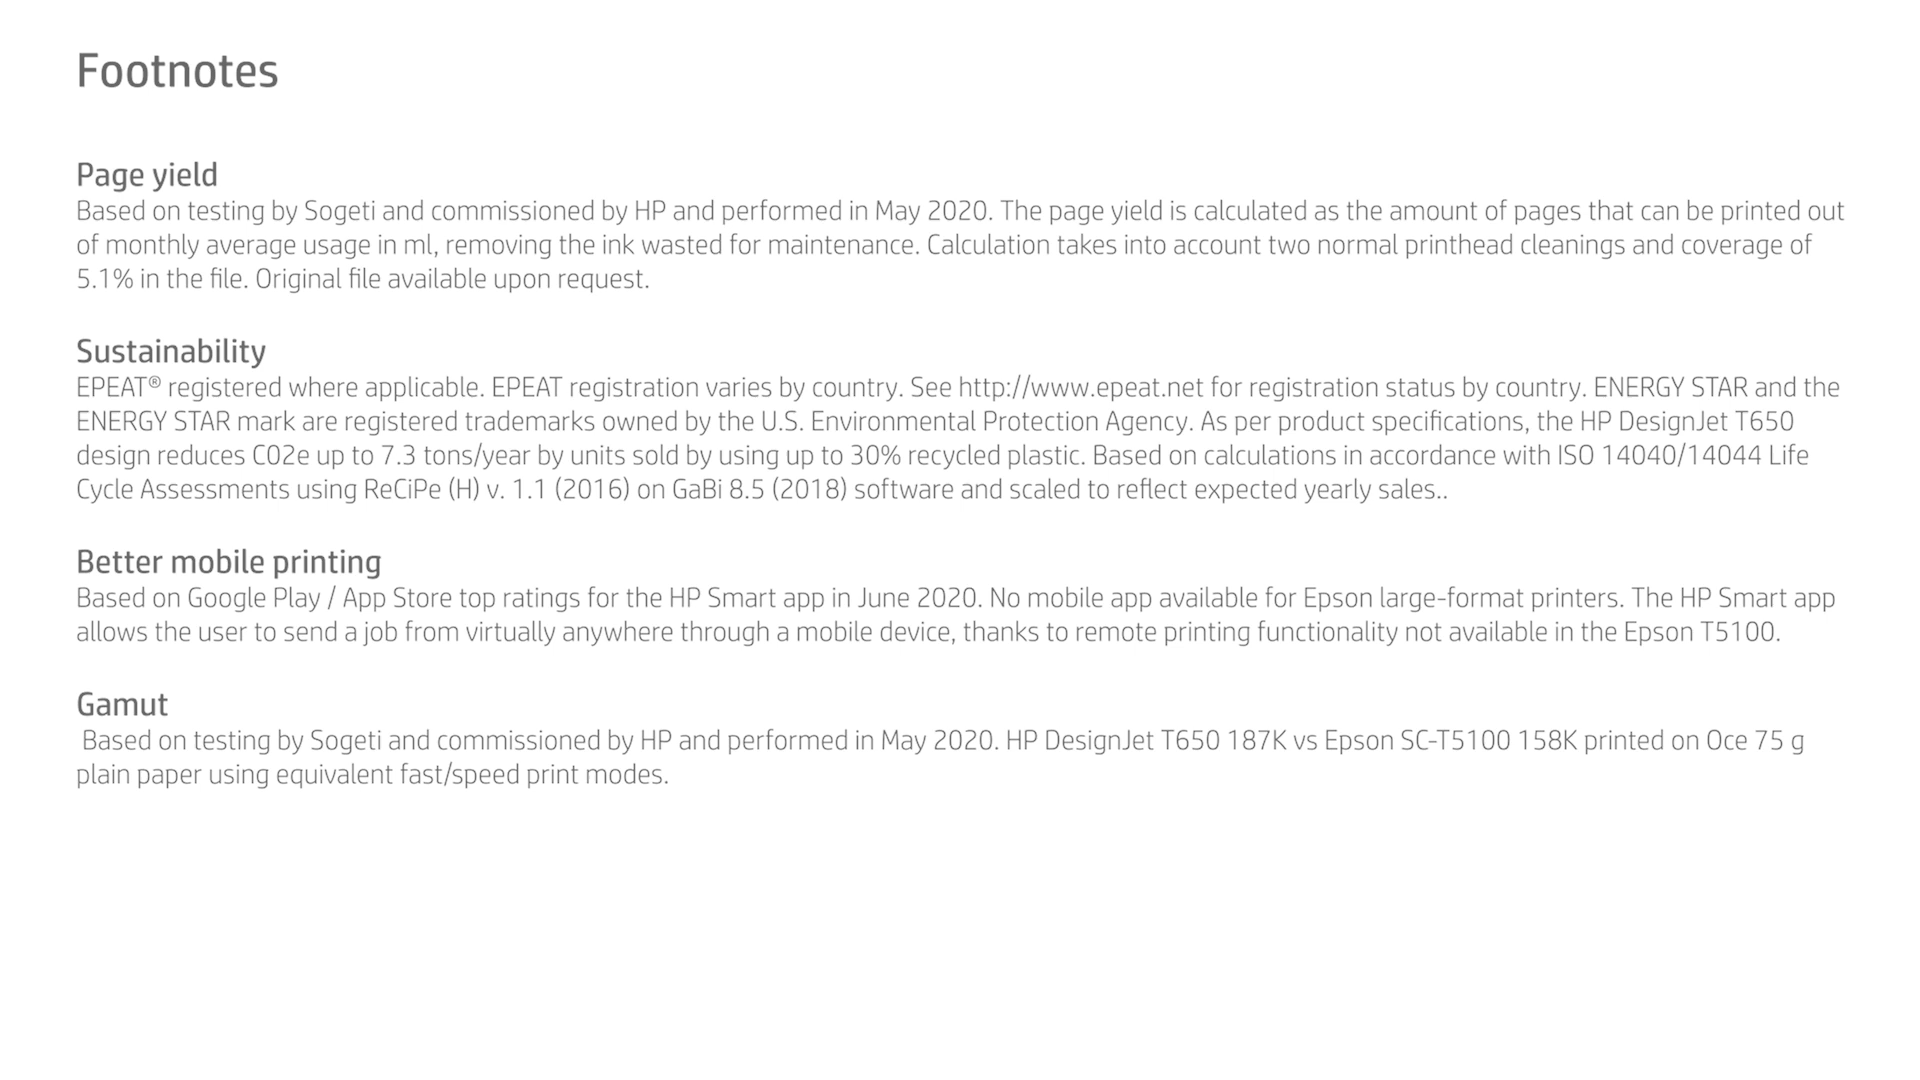 Footnotes
Page yield
Based on testing by Sogeti and commissioned by HP and performed in May 2020. The page yield is calculated as the amount of pages that can be printed out
of monthly average usage in ml, removing the ink wasted for maintenance. Calculation takes into account two normal printhead cleanings and coverage of
5.1% in the file. Original file available upon request.
Sustainability
EPEAT® registered where applicable. EPEAT registration varies by country. See http://www.epeat.net for registration status by country. ENERGY STAR and the
ENERGY STAR mark are registered trademarks owned by the U.S. Environmental Protection Agency. As per product specifications, the HP DesignJet T650
design reduces C02e up to 7.3 tons/year by units sold by using up to 30% recycled plastic. Based on calculations in accordance with ISO 14040/14044 Life
Cycle Assessments using ReCiPe (H) v. 1.1 (2016) on GaBi 8.5 (2018) software and scaled to reflect expected yearly sales..
Better mobile printing
Based on Google Play / App Store top ratings for the HP Smart app in June 2020. No mobile app available for Epson large-format printers. The HP Smart app
allows the user to send a job from virtually anywhere through a mobile device, thanks to remote printing functionality not available in the Epson T5100.
Gamut
Based on testing by Sogeti and commissioned by HP and performed in May 2020. HP DesignJet T650 187K vs Epson SC-T5100 158K printed on Oce 75 g
plain paper using equivalent fast/speed print modes.